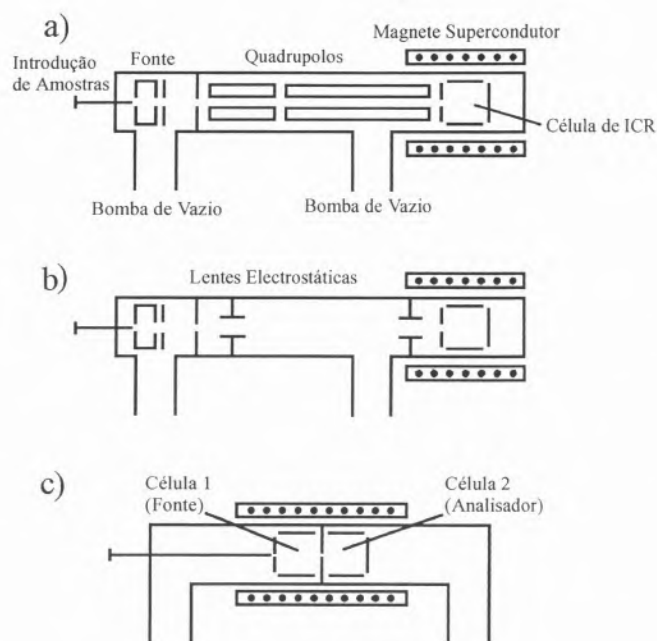 a)
Magnete Supercondutor
Introdução
de Amostras
Fonte
Quadrupolos
Célula de ICR
Bomba de Vazio
Bomba de Vazio
b)
Lentes Electrostáticas
c)
Célula 1
(Fonte)
Célula 2
(Analisador)